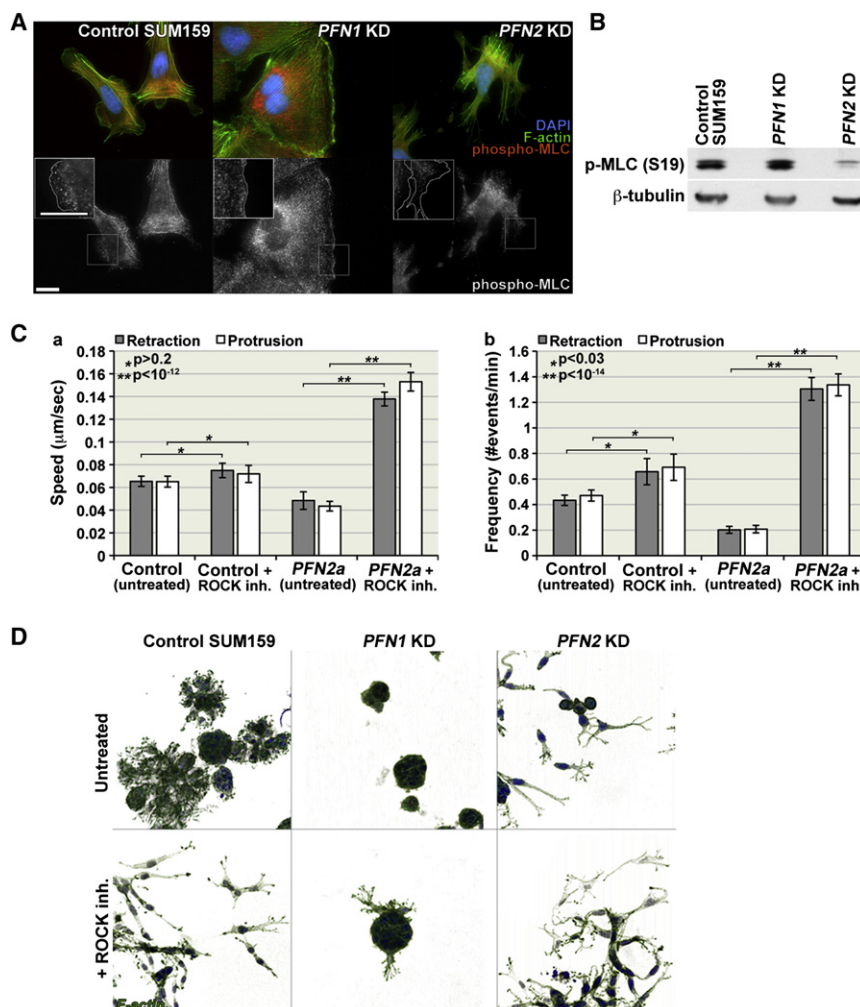 A
Control SUM159
PFN1 KD
PFN2 KD
DAPI
F-actin
phospho-MLC
phospho-MLC
B
Control
SUM159
PFN1 KD
PFN2 KD
p-MLC (S19)
β-tubulin
C
a
Retraction
Protrusion
* p>0.2
** p<10⁻¹²
Speed (μm/sec)
0.18
0.16
0.14
0.12
0.1
0.08
0.06
0.04
0.02
0
*
*
**
**
Control
(untreated)
Control +
ROCK inh.
PFN2a
(untreated)
PFN2a +
ROCK inh.
b
Retraction
Protrusion
* p<0.03
** p<10⁻¹⁴
Frequency (#events/min)
1.6
1.4
1.2
1
0.8
0.6
0.4
0.2
0
*
*
**
**
Control
(untreated)
Control +
ROCK inh.
PFN2a
(untreated)
PFN2a +
ROCK inh.
D
Control SUM159
PFN1 KD
PFN2 KD
Untreated
+ ROCK inh.
F-actin